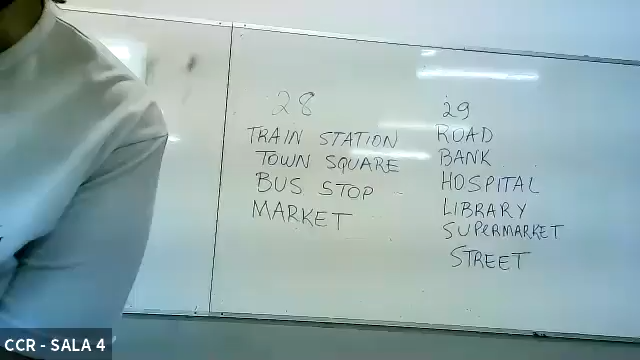 28
TRAIN STATION
TOWN SQUARE
BUS STOP
MARKET
29
ROAD
BANK
HOSPITAL
LIBRARY
SUPERMARKET
STREET
CCR - SALA 4